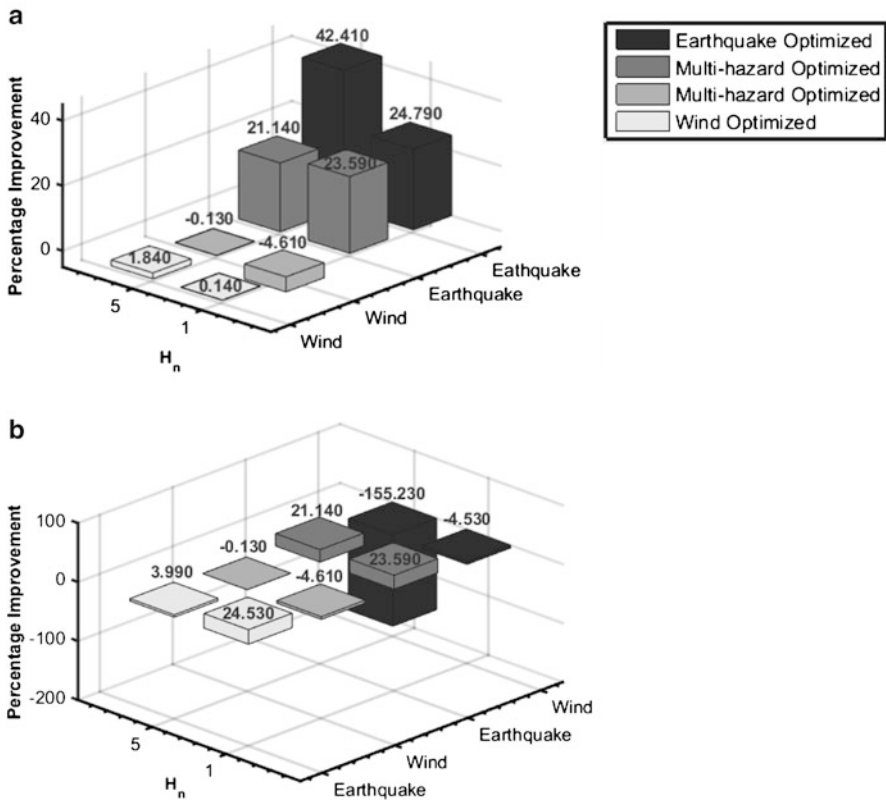 a
42.410
24.790
21.140
23.590
-0.130
-4.610
1.840
0.140
Percentage Improvement
40
20
0
5
1
H_n
Wind
Wind
Earthquake
Eathquake
Earthquake Optimized
Multi-hazard Optimized
Multi-hazard Optimized
Wind Optimized
b
-155.230
-4.530
21.140
23.590
-0.130
-4.610
3.990
24.530
Percentage Improvement
100
0
-100
-200
5
1
H_n
Earthquake
Wind
Earthquake
Wind